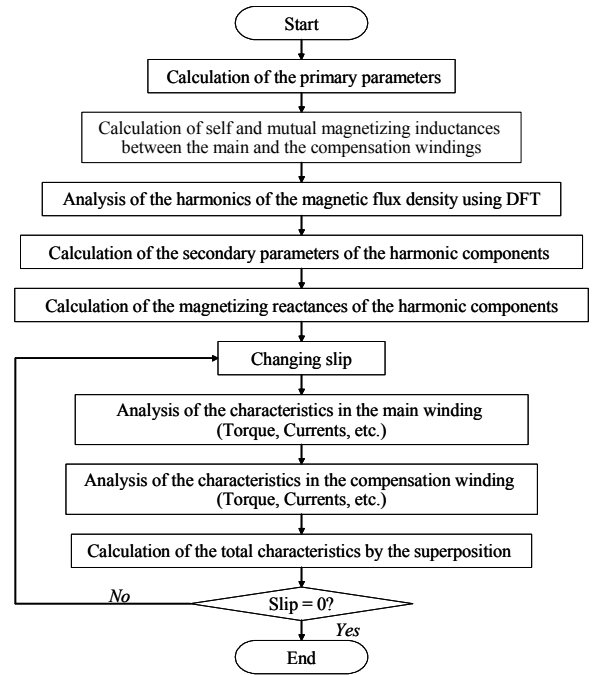 Start
Calculation of the primary parameters
Calculation of self and mutual magnetizing inductances
between the main and the compensation windings
Analysis of the harmonics of the magnetic flux density using DFT
Calculation of the secondary parameters of the harmonic components
Calculation of the magnetizing reactances of the harmonic components
Changing slip
Analysis of the characteristics in the main winding
(Torque, Currents, etc.)
Analysis of the characteristics in the compensation winding
(Torque, Currents, etc.)
Calculation of the total characteristics by the superposition
No
Slip = 0?
Yes
End